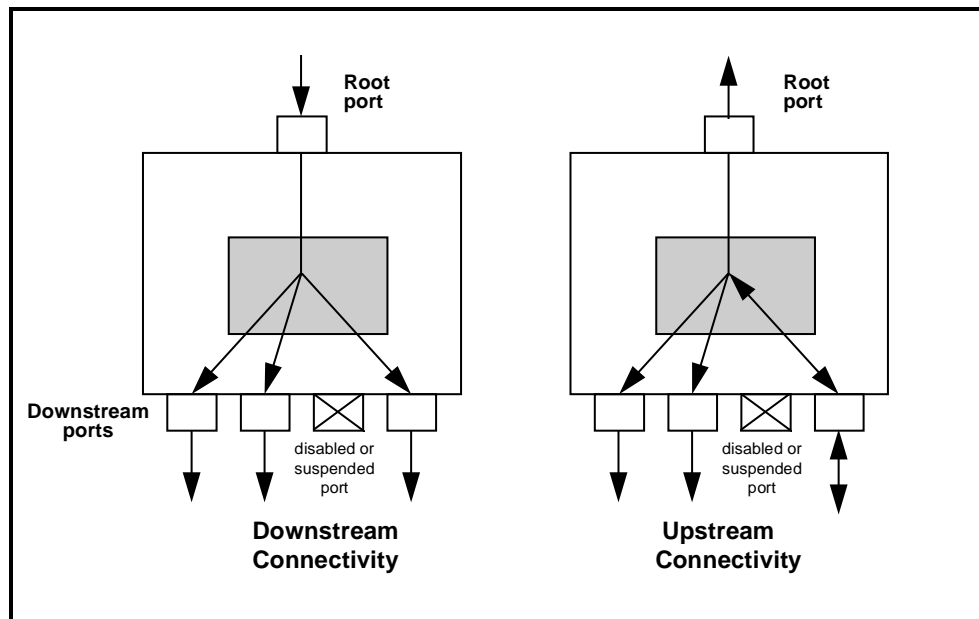 Root
port
Root
port
Downstream
ports
disabled or
suspended
port
disabled or
suspended
port
Downstream
Connectivity
Upstream
Connectivity